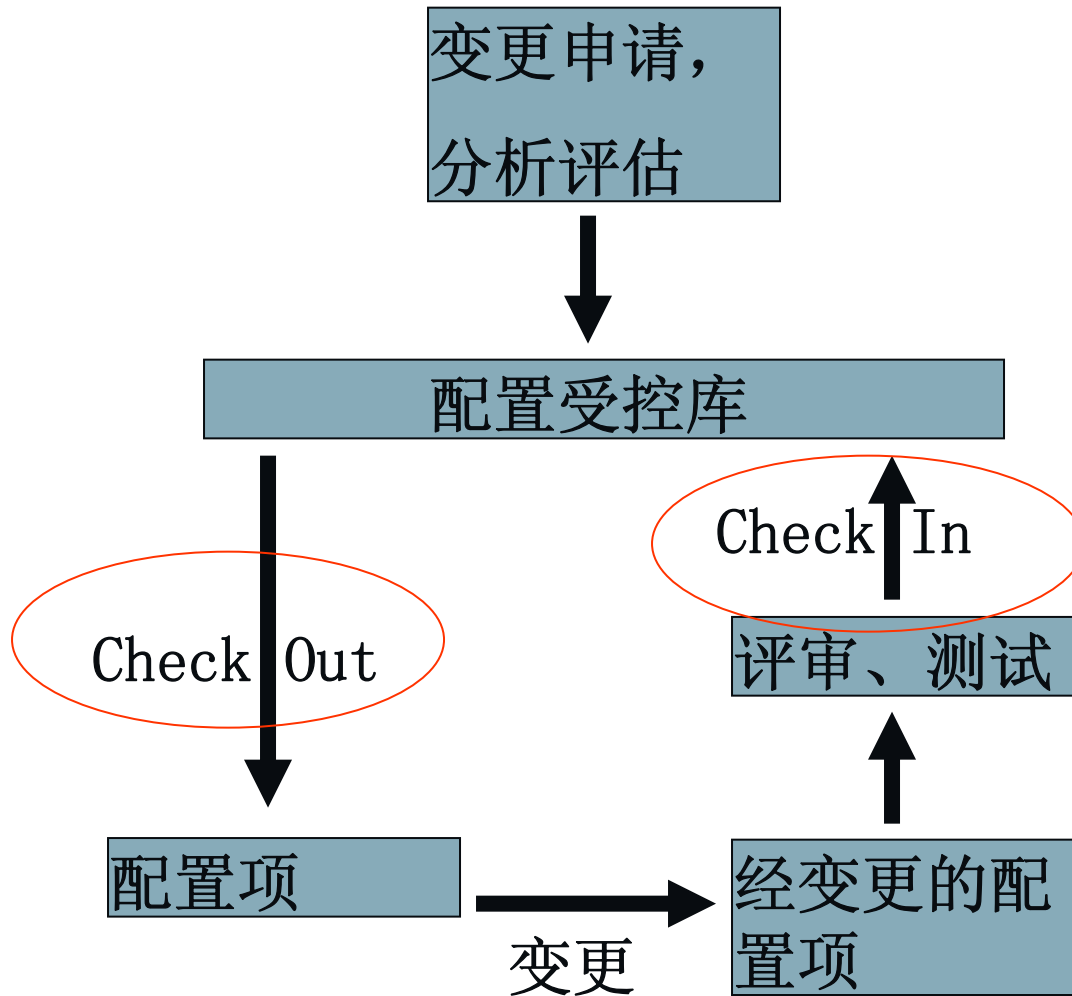 变更申请，
分析评估
配置受控库
Check In
Check Out
评审、测试
配置项
经变更的配
置项
变更